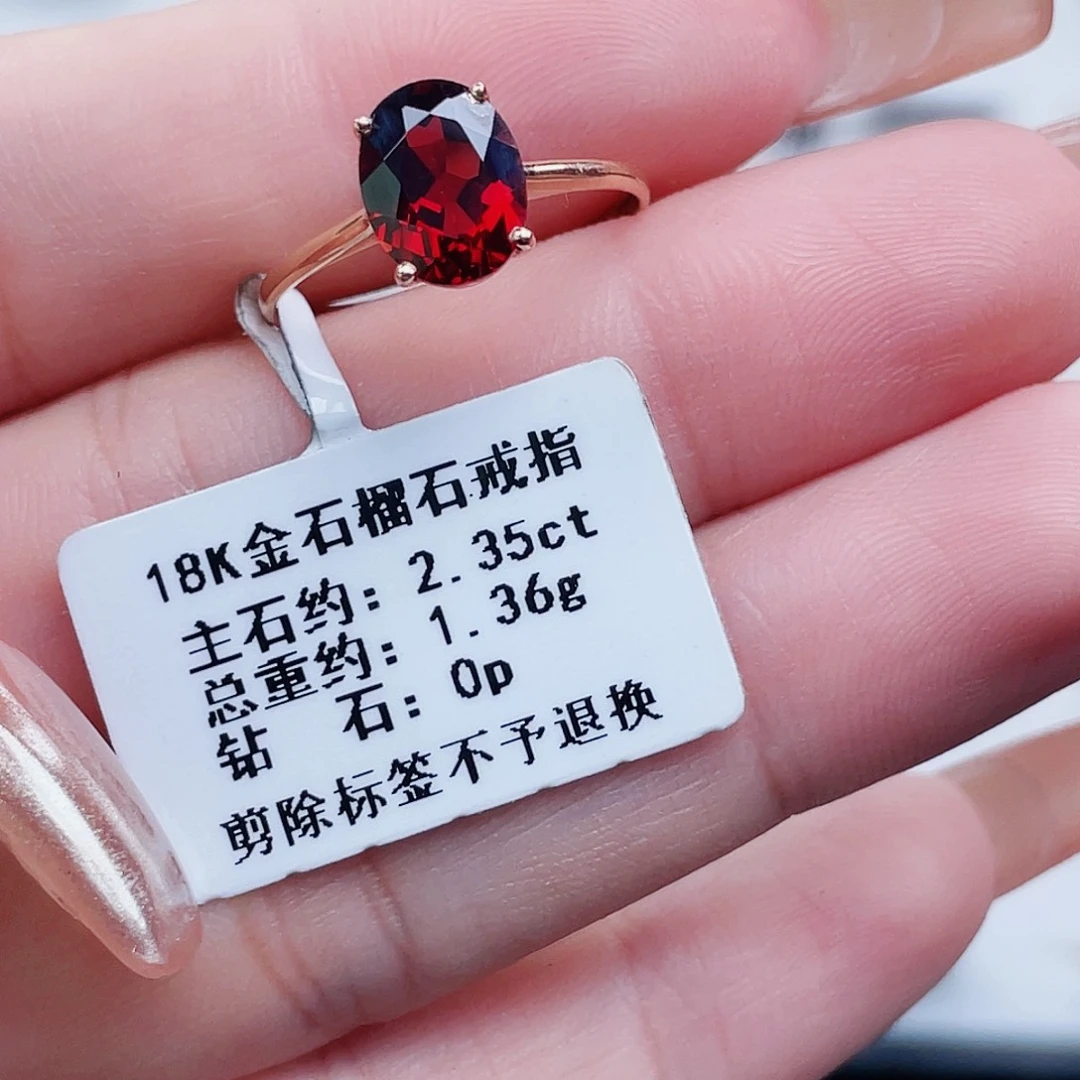 18K金石榴石戒指
主石约: 2.35ct
总重约: 1.36g
钻 石: 0p
剪除标签不予退换